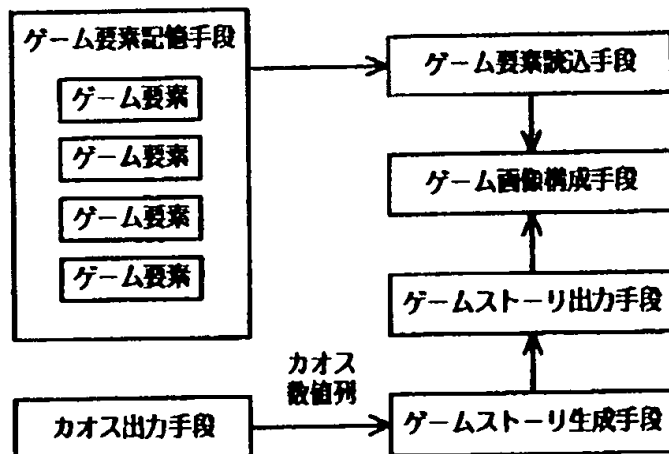 ゲーム要素記憶手段
ゲーム要素
ゲーム要素
ゲーム要素
ゲーム要素
ゲーム要素読込手段
ゲーム画像構成手段
ゲームストーリ出力手段
カオス
数値列
カオス出力手段
ゲームストーリ生成手段